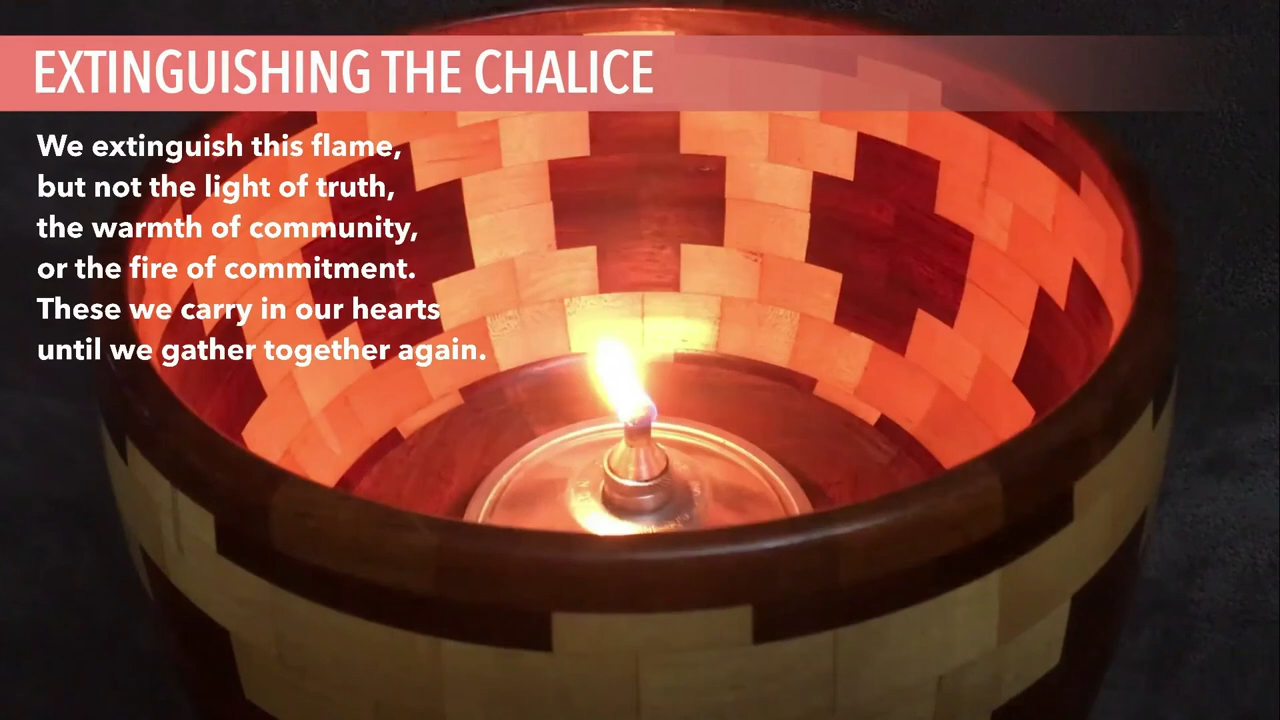 EXTINGUISHING THE CHALICE
We extinguish this flame,
but not the light of truth,
the warmth of community,
or the fire of commitment.
These we carry in our hearts
until we gather together again.